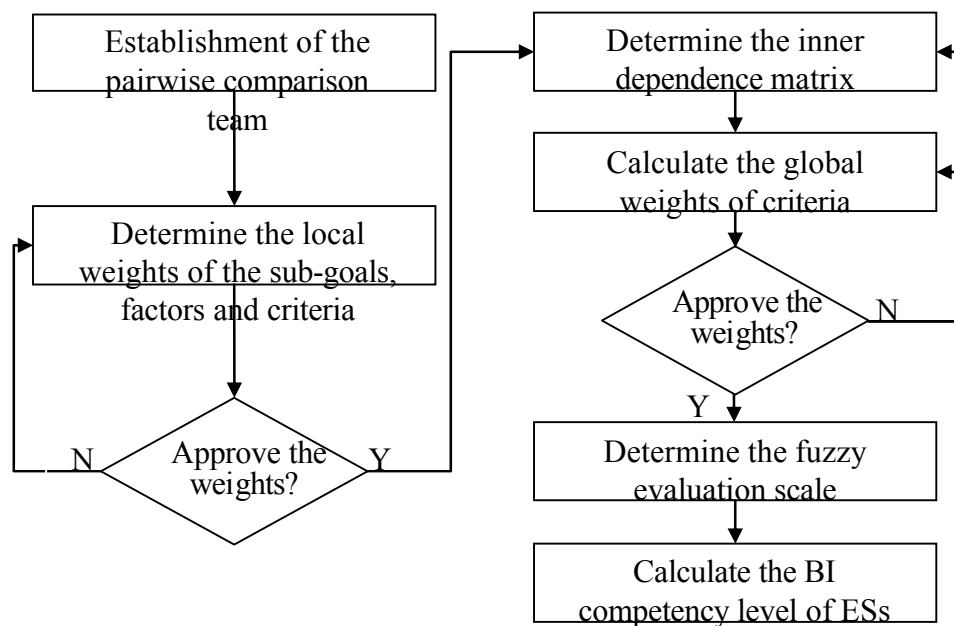 Establishment of the
pairwise comparison
team
Determine the local
weights of the sub-goals,
factors and criteria
Approve the
weights?
N
Y
Determine the inner
dependence matrix
Calculate the global
weights of criteria
Approve the
weights?
N
Y
Determine the fuzzy
evaluation scale
Calculate the BI
competency level of ESs